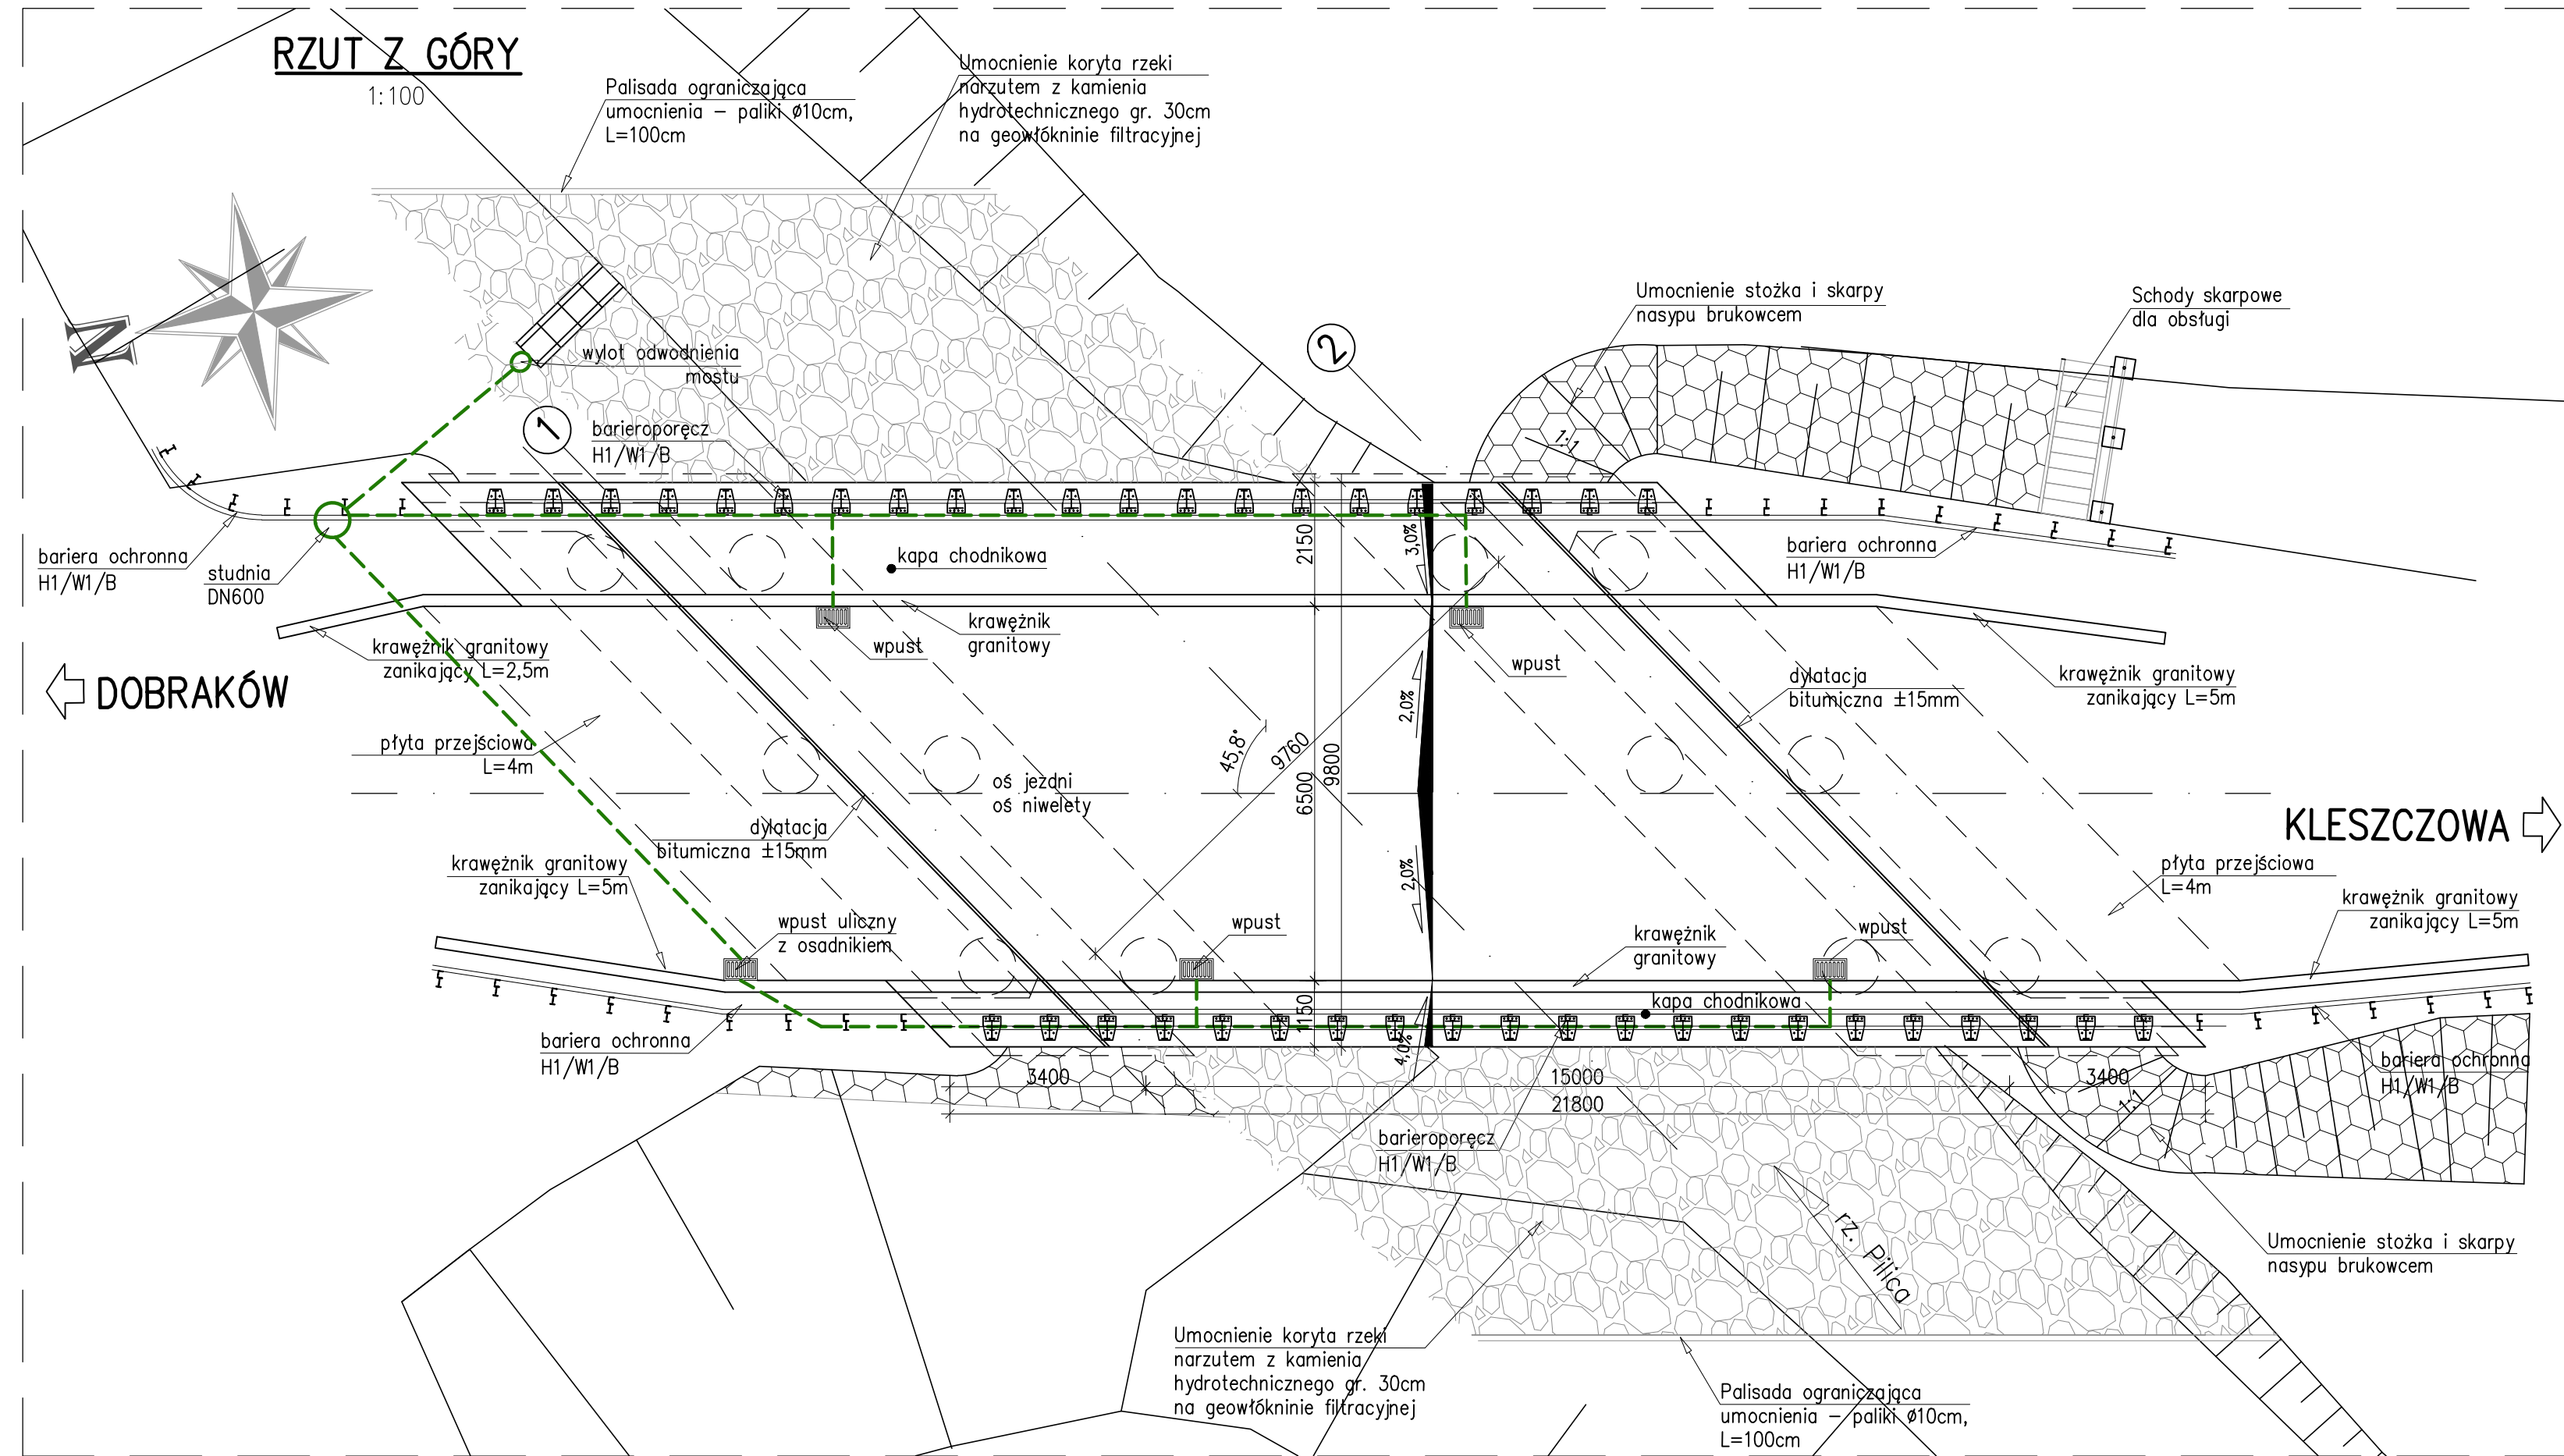 RZUT Z GÓRY
1:100
Palisada ograniczająca
umocnienia – paliki ø10cm,
L=100cm
Umocnienie koryta rzeki
narzutem z kamienia
hydrotechnicznego gr. 30cm
na geowłókninie filtracyjnej
N
wylot odwodnienia
mostu
1
2
barieroporęcz
H1/W1/B
Umocnienie stożka i skarpy
nasypu brukowcem
Schody skarpowe
dla obsługi
1:1
bariera ochronna
H1/W1/B
studnia
DN600
kapa chodnikowa
2150
3,0%
bariera ochronna
H1/W1/B
krawężnik granitowy
zanikający L=2,5m
wpust
krawężnik
granitowy
wpust
krawężnik granitowy
zanikający L=5m
DOBRAKÓW
dylatacja
bitumiczna ±15mm
2,0%
płyta przejściowa
L=4m
45,8°
9760
6500
9800
oś jezdni
oś niwelety
KLESZCZOWA
dylatacja
bitumiczna ±15mm
krawężnik granitowy
zanikający L=5m
2,0%
płyta przejściowa
L=4m
krawężnik granitowy
zanikający L=5m
wpust uliczny
z osadnikiem
wpust
krawężnik
granitowy
wpust
1150
kapa chodnikowa
bariera ochronna
H1/W1/B
4,0%
bariera ochronna
H1/W1/B
3400
15000
3400
21800
1:1
barieroporęcz
H1/W1/B
rz. Pilica
Umocnienie stożka i skarpy
nasypu brukowcem
Umocnienie koryta rzeki
narzutem z kamienia
hydrotechnicznego gr. 30cm
na geowłókninie filtracyjnej
Palisada ograniczająca
umocnienia – paliki ø10cm,
L=100cm